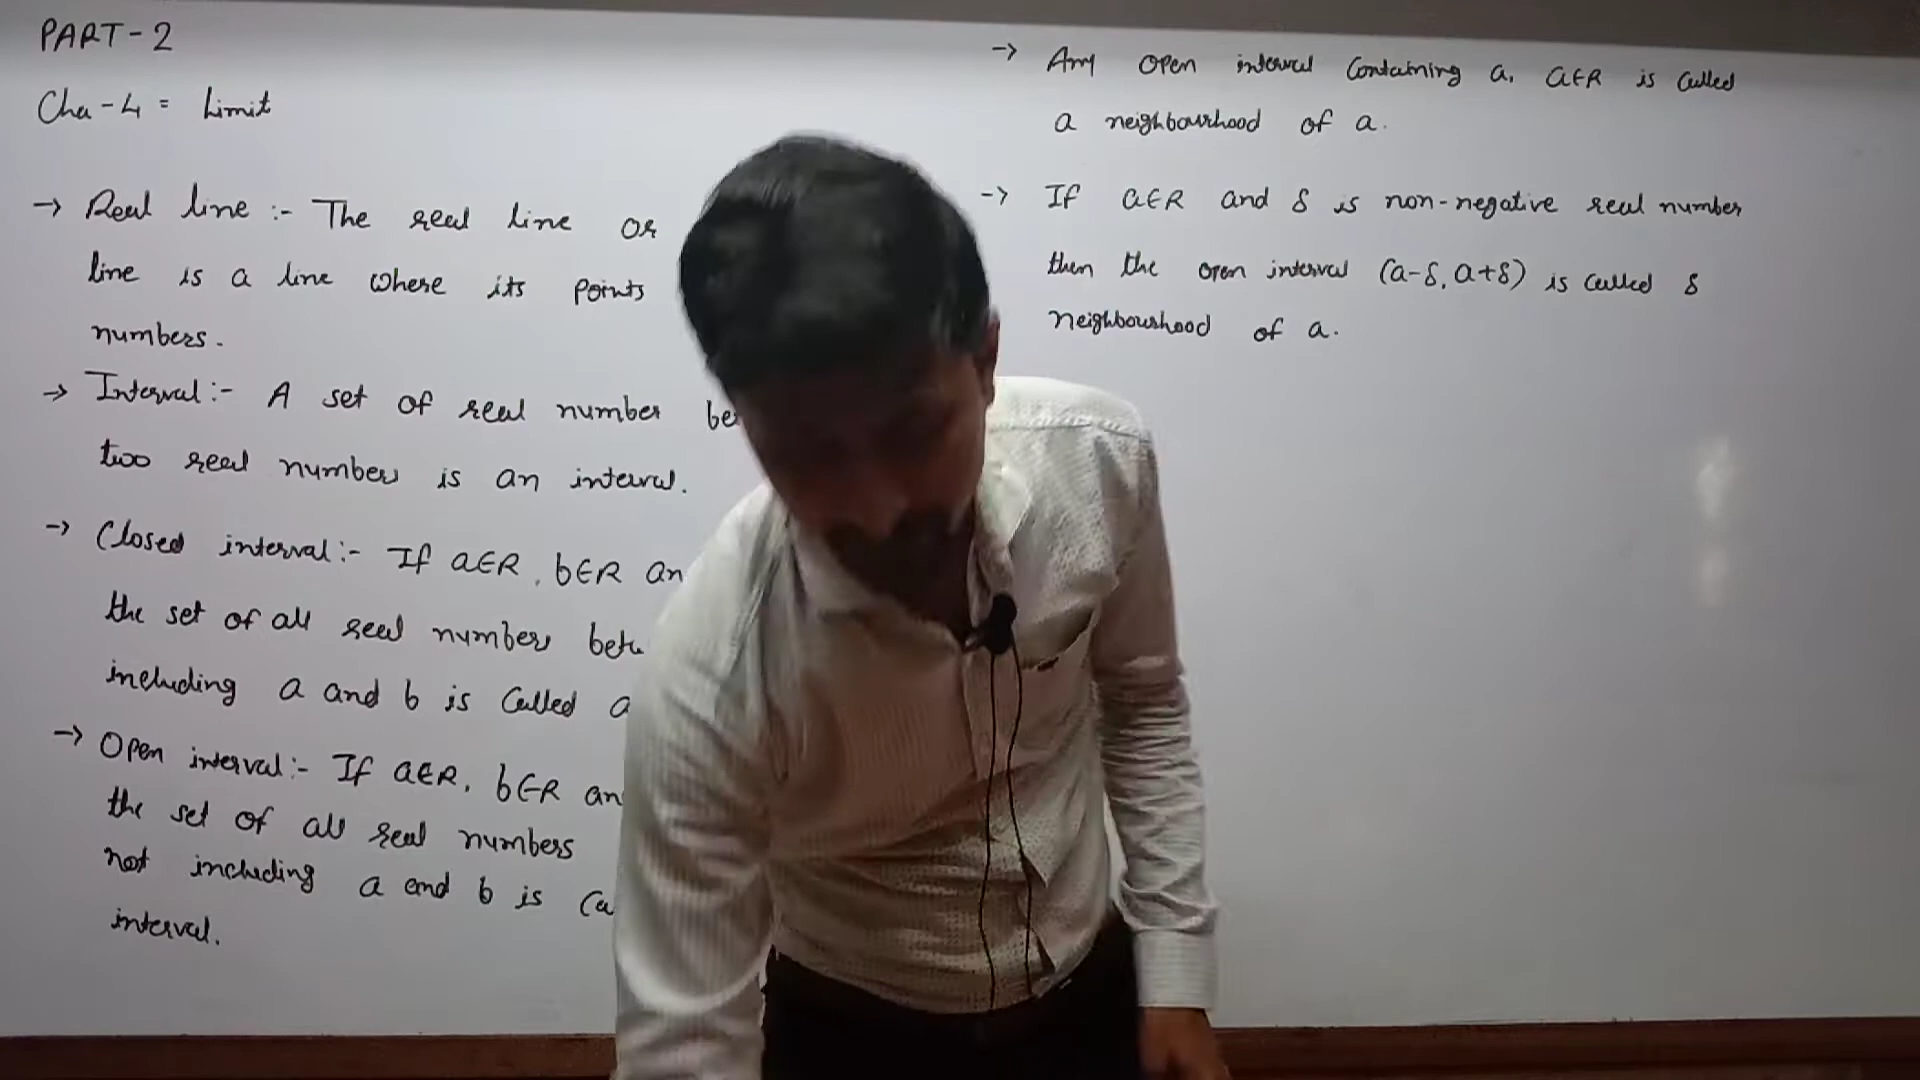 PART-2
Cha-4 = Limit
→ Real line :- The real line or
line is a line where its points
numbers.
→ Interval :- A set of real number
two real numbers is an interval.
→ Closed interval :- If a∈R, b∈R an
the set of all real numbers
including a and b is called a
→ Open interval :- If a∈R, b∈R an
the set of all real numbers
not including a and b is
interval.
→ Any open interval containing a, a∈R is called
a neighbourhood of a.
→ If a∈R and δ is non-negative real number
then the open interval (a-δ, a+δ) is called δ
neighbourhood of a.